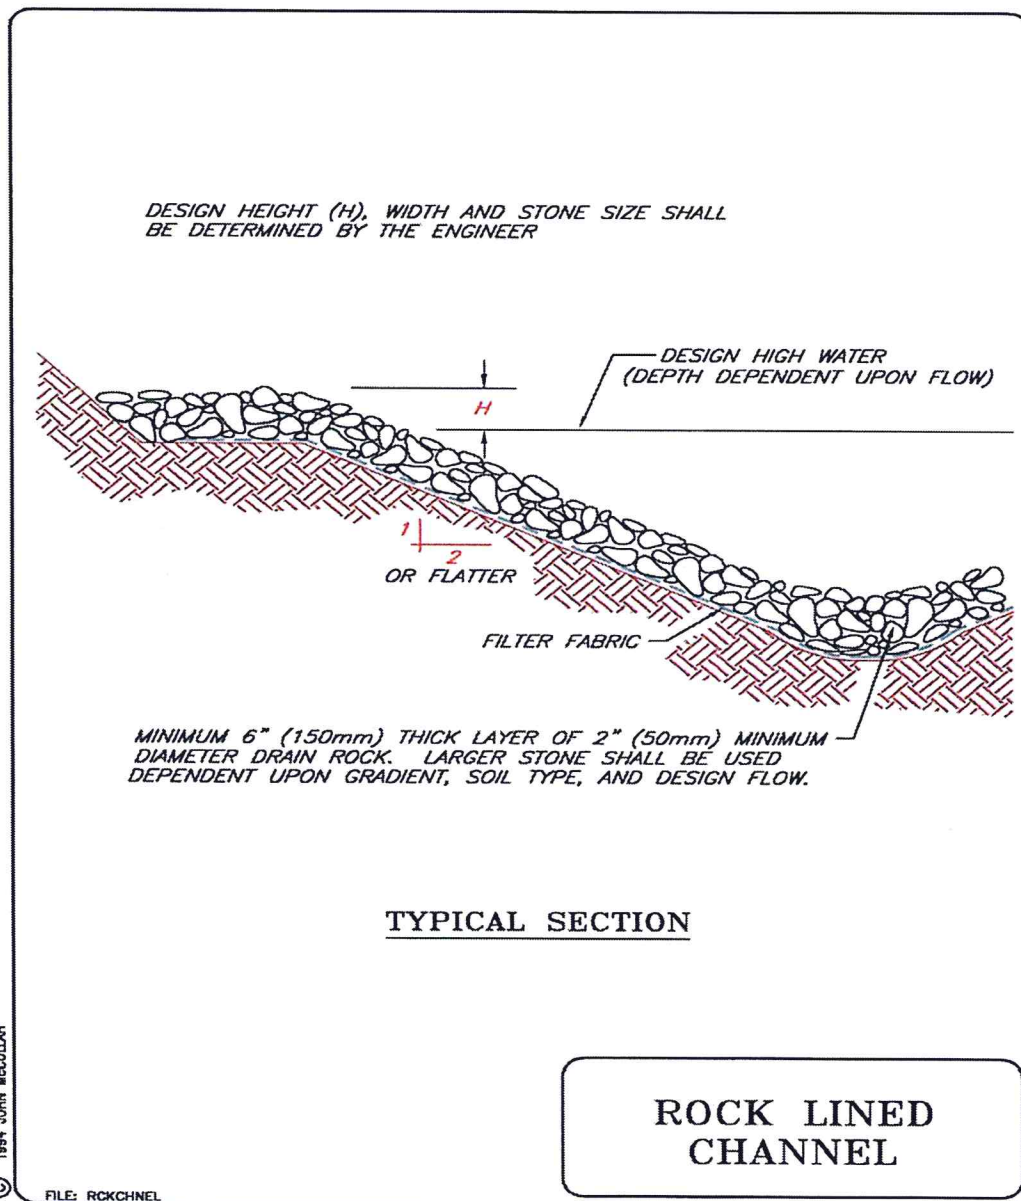 DESIGN HEIGHT (H), WIDTH AND STONE SIZE SHALL
BE DETERMINED BY THE ENGINEER
DESIGN HIGH WATER
(DEPTH DEPENDENT UPON FLOW)
H
1
2
OR FLATTER
FILTER FABRIC
MINIMUM 6" (150mm) THICK LAYER OF 2" (50mm) MINIMUM
DIAMETER DRAIN ROCK. LARGER STONE SHALL BE USED
DEPENDENT UPON GRADIENT, SOIL TYPE, AND DESIGN FLOW.
TYPICAL SECTION
ROCK LINED
CHANNEL
© 1994 JOHN McCULLAH
FILE: RCKCHNEL